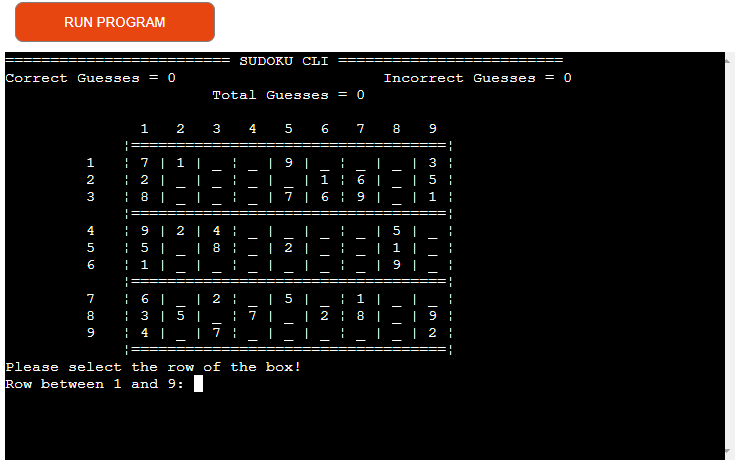 RUN PROGRAM
========================= SUDOKU CLI =========================
Correct Guesses = 0                       Incorrect Guesses = 0
                       Total Guesses = 0
               1   2   3   4   5   6   7   8   9
             ¦===================================¦
         1   ¦ 7 | 1 | _ ¦ _ | 9 | _ ¦ _ | _ | 3 ¦
         2   ¦ 2 | _ | _ ¦ _ | _ | 1 ¦ 6 | _ | 5 ¦
         3   ¦ 8 | _ | _ ¦ _ | 7 | 6 ¦ 9 | _ | 1 ¦
             ¦===================================¦
         4   ¦ 9 | 2 | 4 ¦ _ | _ | _ ¦ _ | 5 | _ ¦
         5   ¦ 5 | _ | 8 ¦ _ | 2 | _ ¦ _ | 1 | _ ¦
         6   ¦ 1 | _ | _ ¦ _ | _ | _ ¦ _ | 9 | _ ¦
             ¦===================================¦
         7   ¦ 6 | _ | 2 ¦ _ | 5 | _ ¦ 1 | _ | _ ¦
         8   ¦ 3 | 5 | _ ¦ 7 | _ | 2 ¦ 8 | _ | 9 ¦
         9   ¦ 4 | _ | 7 ¦ _ | _ | _ ¦ _ | _ | 2 ¦
             ¦===================================¦
Please select the row of the box!
Row between 1 and 9: